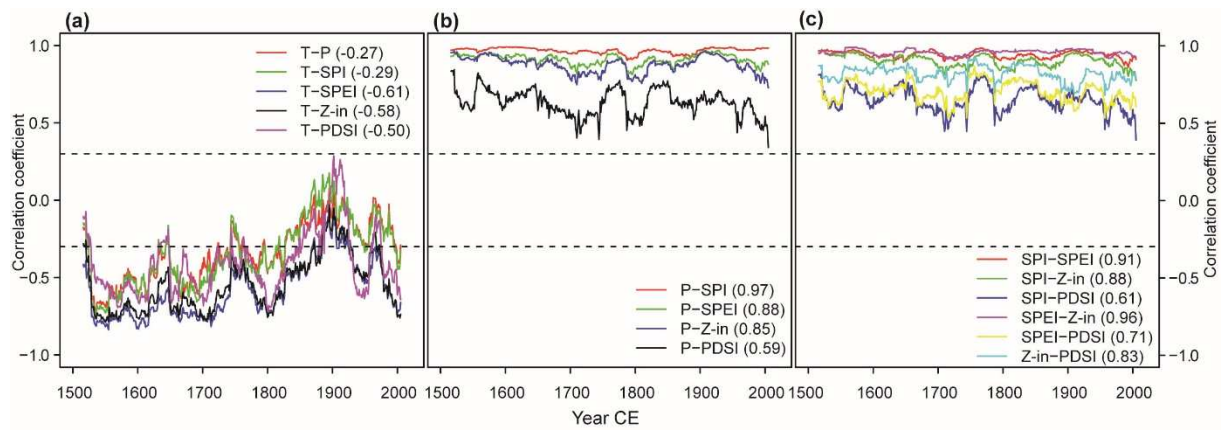 (a)
(b)
(c)
T−P (-0.27)
T−SPI (-0.29)
T−SPEI (-0.61)
T−Z-in (-0.58)
T−PDSI (-0.50)
P−SPI (0.97)
P−SPEI (0.88)
P−Z-in (0.85)
P−PDSI (0.59)
SPI−SPEI (0.91)
SPI−Z-in (0.88)
SPI−PDSI (0.61)
SPEI−Z-in (0.96)
SPEI−PDSI (0.71)
Z-in−PDSI (0.83)
Correlation coefficient
1.0
0.5
0.0
−0.5
−1.0
1.0
0.5
0.0
−0.5
−1.0
Correlation coefficient
1500 1600 1700 1800 1900 2000
1500 1600 1700 1800 1900 2000
1500 1600 1700 1800 1900 2000
Year CE